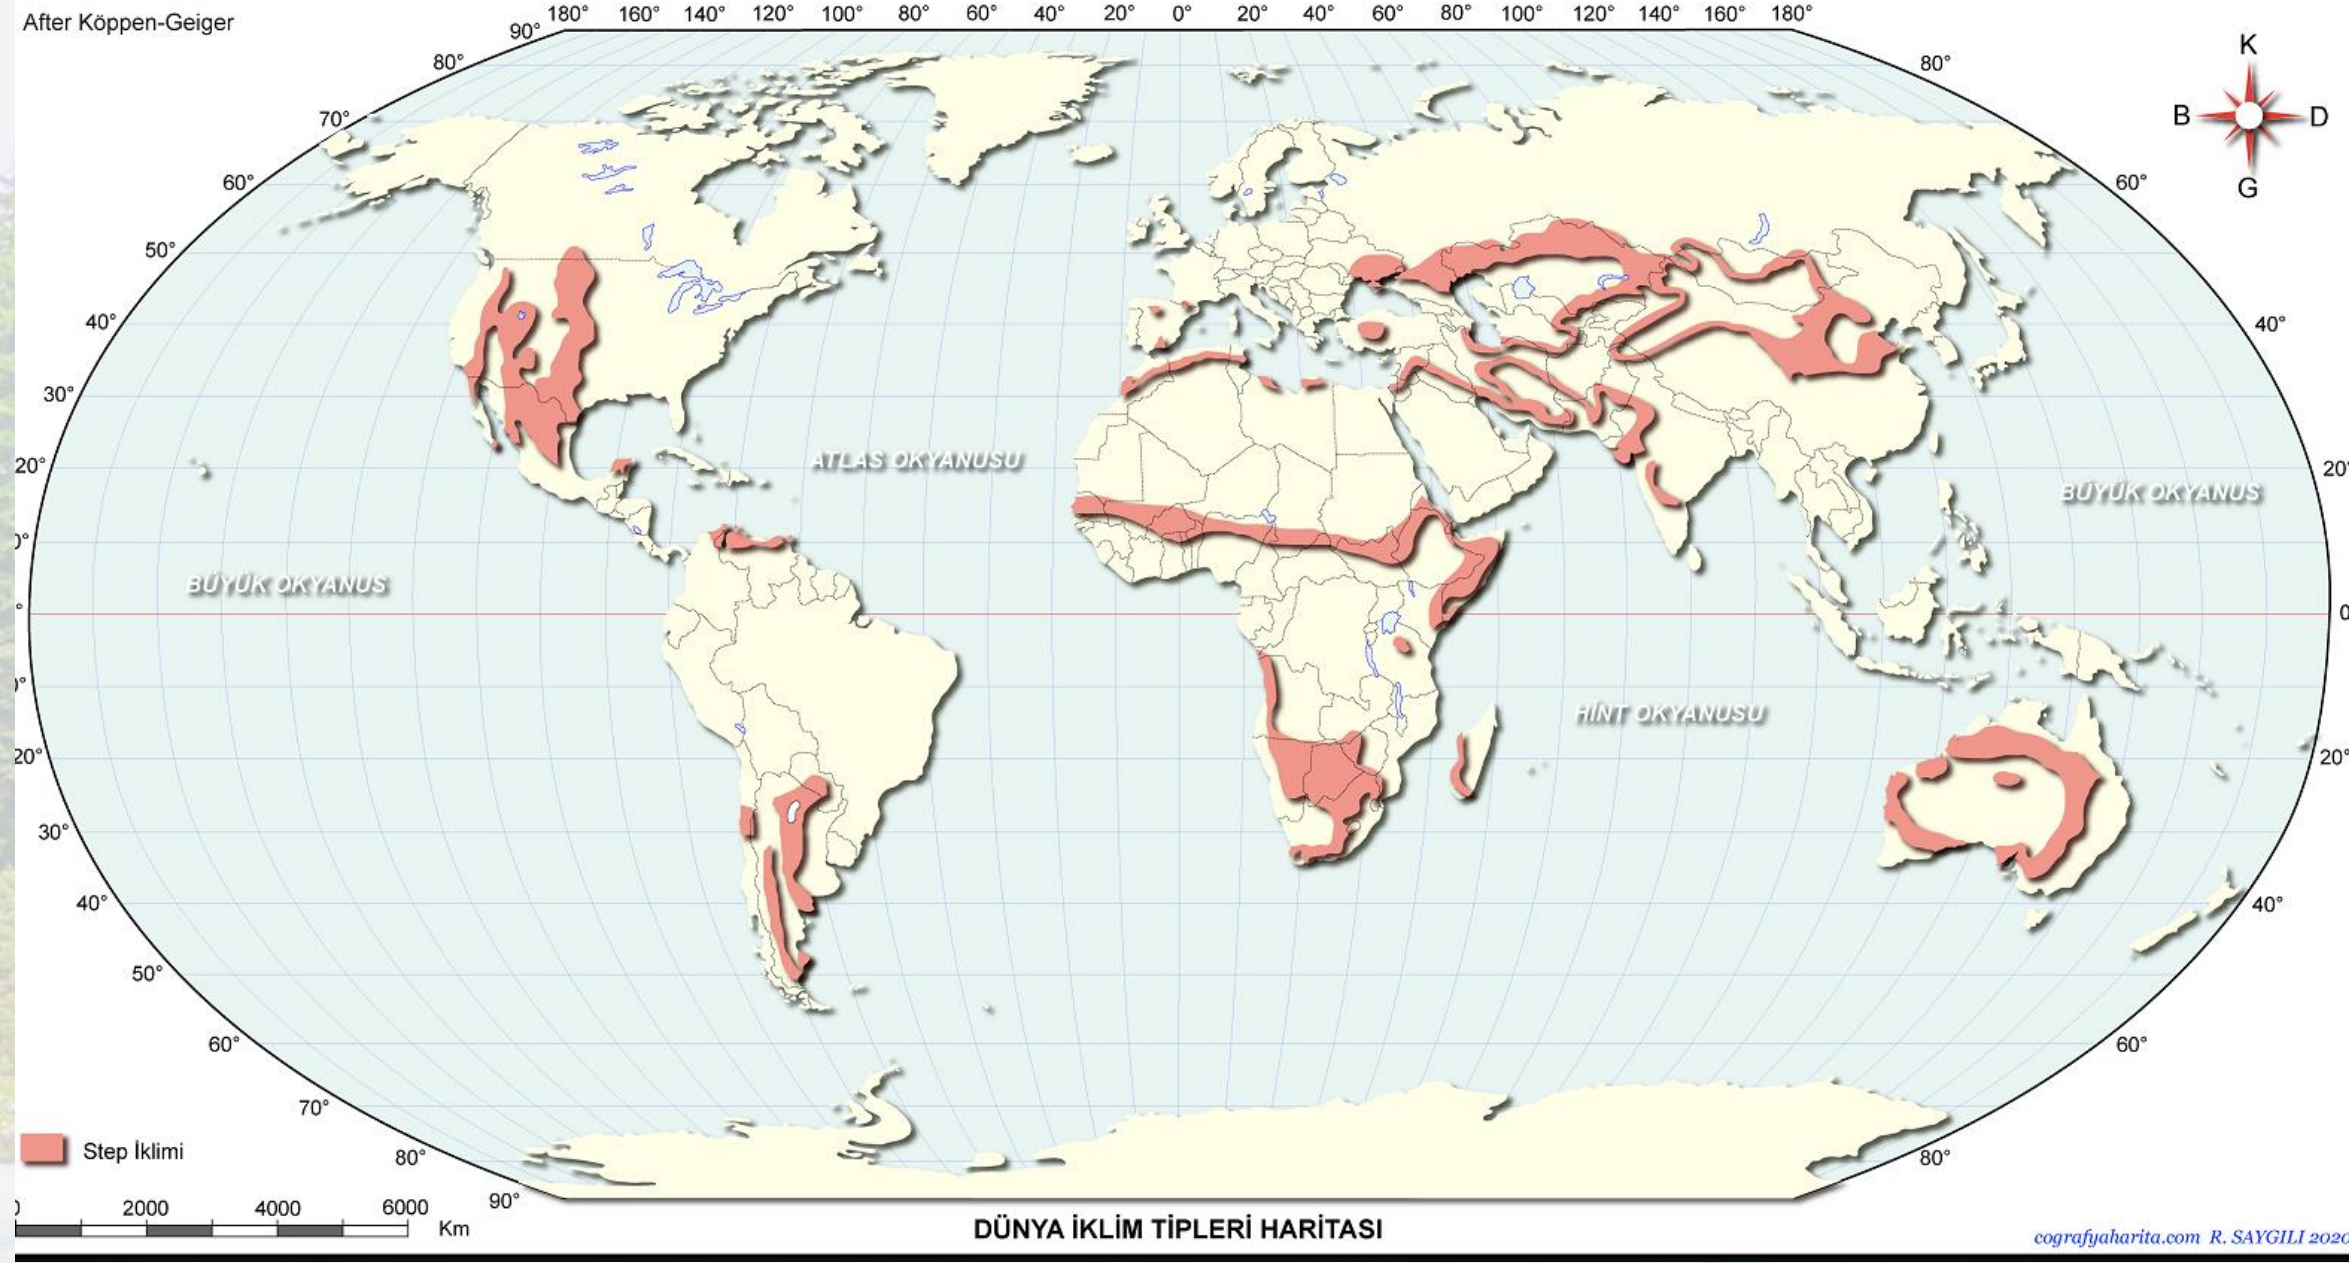 After Köppen-Geiger
180° 160° 140° 120° 100° 80° 60° 40° 20° 0° 20° 40° 60° 80° 100° 120° 140° 160° 180°
90°
80° 80°
70°
60° 60°
50°
40° 40°
30°
20° 20°
0°
0
20° 20°
30°
40° 40°
50°
60° 60°
70°
80° 80°
90°
K
B D
G
ATLAS OKYANUSU
BÜYÜK OKYANUS
BÜYÜK OKYANUS
HİNT OKYANUSU
Step İklimi
2000 4000 6000
Km
DÜNYA İKLİM TİPLERİ HARİTASI
cografyaharita.com R. SAYGILI 2020